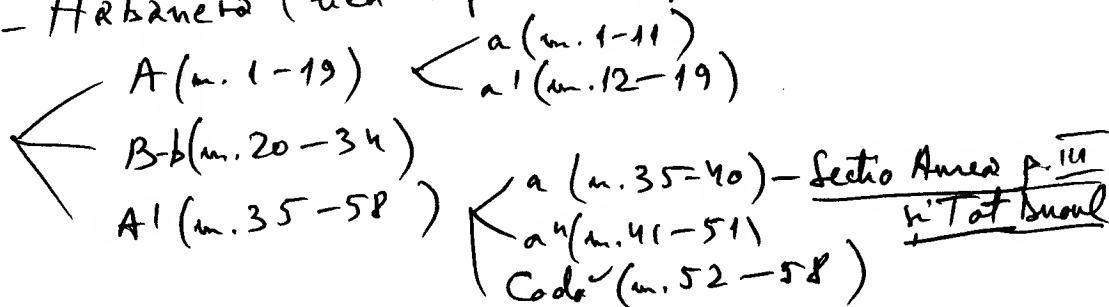 - Habanera (
A (m. 1-19) a (m. 1-11)
a' (m. 12-19)
B-b (m. 20-34)
A' (m. 35-58) a (m. 35-40) - Sectio Aurea p. III
și Tot
a'' (m. 41-51)
Coda (m. 52-58)